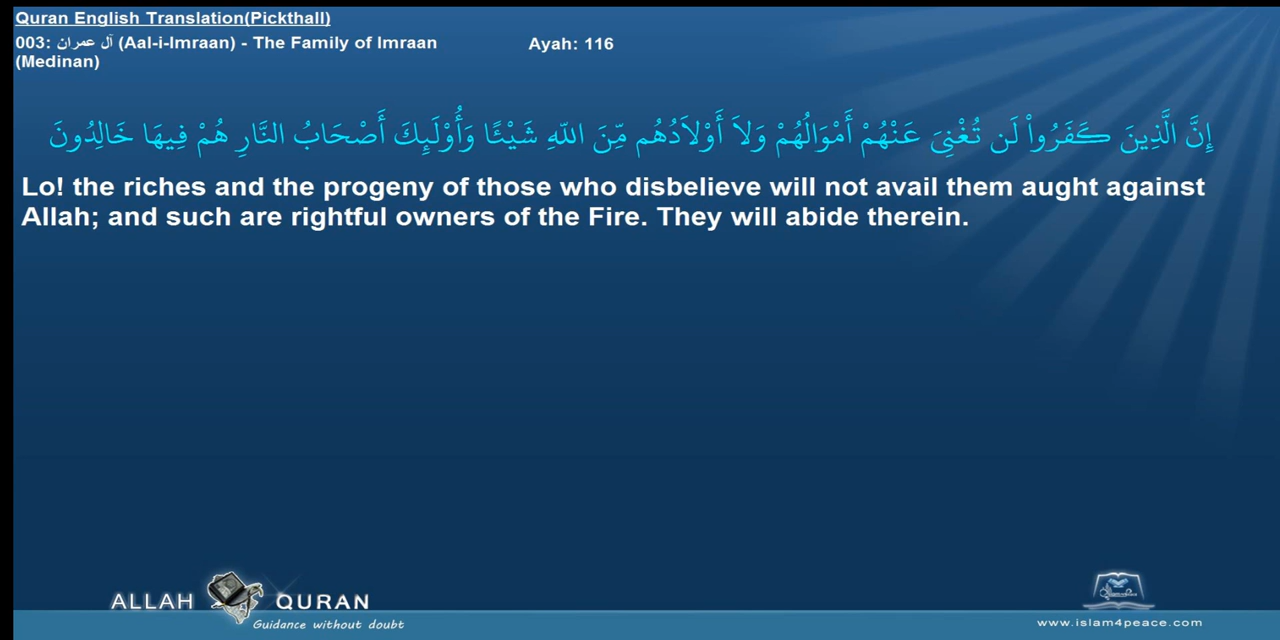 Quran English Translation(Pickthall)
003: آل عمران (Aal-i-Imraan) - The Family of Imraan
(Medinan)
Ayah: 116
إِنَّ الَّذِينَ كَفَرُواْ لَن تُغْنِىَ عَنْهُمْ أَمْوَالُهُمْ وَلاَ أَوْلاَدُهُم مِّنَ اللّهِ شَيْئًا وَأُوْلَـئِكَ أَصْحَابُ النَّارِ هُمْ فِيهَا خَالِدُونَ
Lo! the riches and the progeny of those who disbelieve will not avail them aught against
Allah; and such are rightful owners of the Fire. They will abide therein.
ALLAH QURAN
Guidance without doubt
www.islam4peace.com